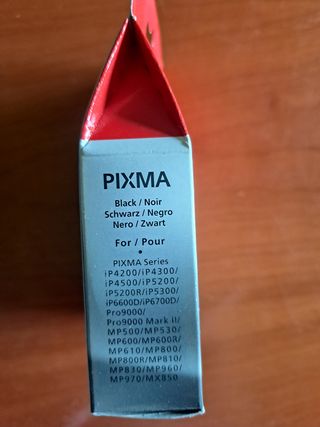 PIXMA
Black / Noir
Schwarz / Negro
Nero / Zwart
For / Pour
•
PIXMA Series
iP4200/iP4300/
iP4500/iP5200/
iP5200R/iP5300/
iP6600D/iP6700D/
Pro9000/
Pro9000 Mark II/
MP500/MP530/
MP600/MP600R/
MP610/MP800/
MP800R/MP810/
MP830/MP960/
MP970/MX850